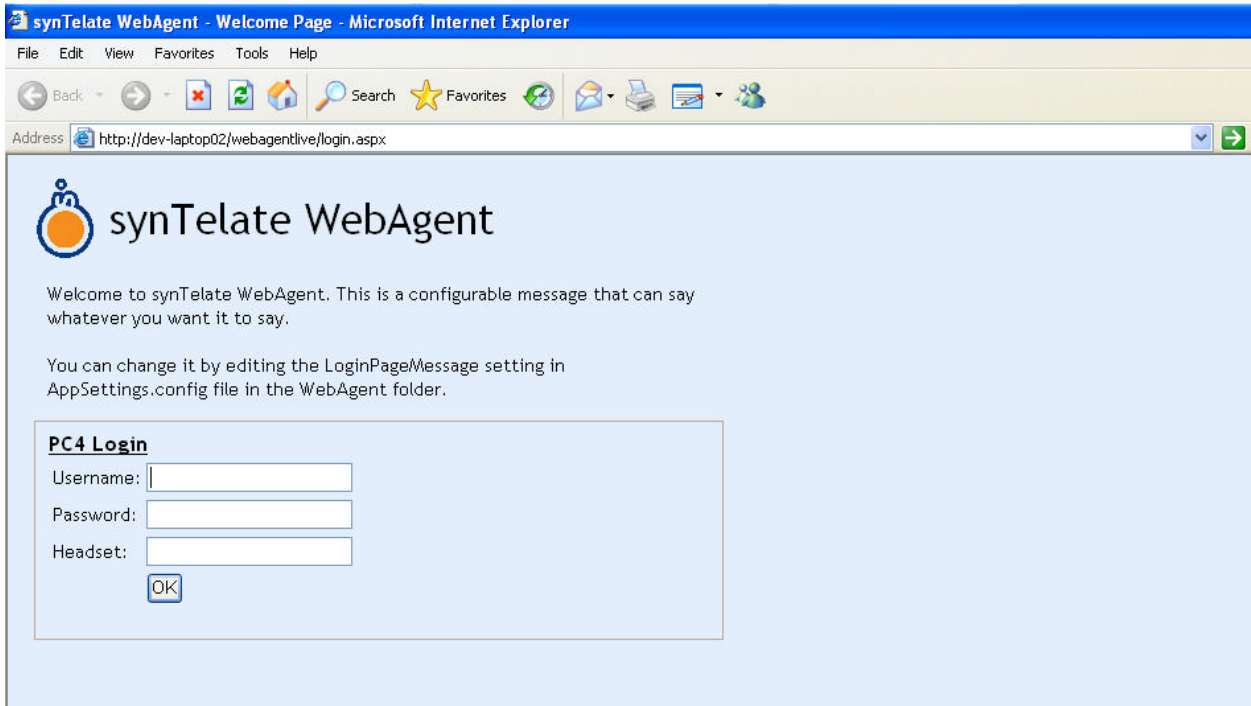 synTelate WebAgent - Welcome Page - Microsoft Internet Explorer
File Edit View Favorites Tools Help
Back Search Favorites
Address http://dev-laptop02/webagentlive/login.aspx
synTelate WebAgent
Welcome to synTelate WebAgent. This is a configurable message that can say
whatever you want it to say.
You can change it by editing the LoginPageMessage setting in
AppSettings.config file in the WebAgent folder.
PC4 Login
Username:
Password:
Headset:
OK